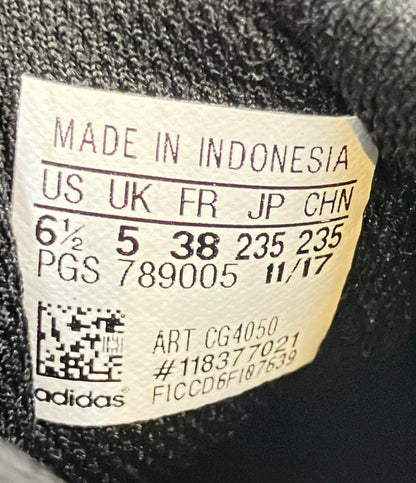 MADE IN INDONESIA
US UK FR JP CHN
6½ 5 38 235 235
PGS 789005 11/17
ART CG4050
#118377021
F1CCD6F187639
adidas